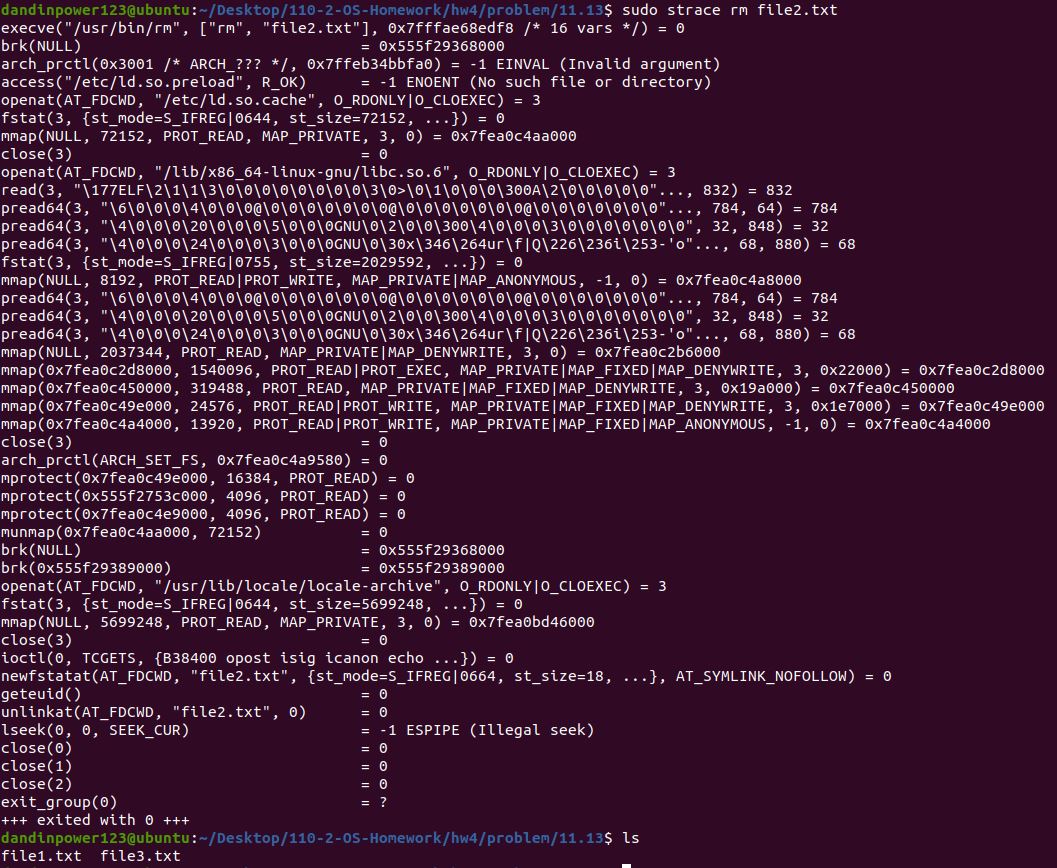 dandinpower123@ubuntu:~/Desktop/110-2-OS-Homework/hw4/problem/11.13$ sudo strace rm file2.txt
execve("/usr/bin/rm", ["rm", "file2.txt"], 0x7fffae68edf8 /* 16 vars */) = 0
brk(NULL)                               = 0x555f29368000
arch_prctl(0x3001 /* ARCH_??? */, 0x7ffeb34bbfa0) = -1 EINVAL (Invalid argument)
access("/etc/ld.so.preload", R_OK)      = -1 ENOENT (No such file or directory)
openat(AT_FDCWD, "/etc/ld.so.cache", O_RDONLY|O_CLOEXEC) = 3
fstat(3, {st_mode=S_IFREG|0644, st_size=72152, ...}) = 0
mmap(NULL, 72152, PROT_READ, MAP_PRIVATE, 3, 0) = 0x7fea0c4aa000
close(3)                                = 0
openat(AT_FDCWD, "/lib/x86_64-linux-gnu/libc.so.6", O_RDONLY|O_CLOEXEC) = 3
read(3, "\177ELF\2\1\1\3\0\0\0\0\0\0\0\0\3\0>\0\1\0\0\0\300A\2\0\0\0\0\0"..., 832) = 832
pread64(3, "\6\0\0\0\4\0\0\0@\0\0\0\0\0\0\0@\0\0\0\0\0\0\0@\0\0\0\0\0\0\0"..., 784, 64) = 784
pread64(3, "\4\0\0\0\20\0\0\0\5\0\0\0GNU\0\2\0\0\300\4\0\0\0\3\0\0\0\0\0\0\0", 32, 848) = 32
pread64(3, "\4\0\0\0\24\0\0\0\3\0\0\0GNU\0\30x\346\264ur\f|Q\226\236i\253-'o"..., 68, 880) = 68
fstat(3, {st_mode=S_IFREG|0755, st_size=2029592, ...}) = 0
mmap(NULL, 8192, PROT_READ|PROT_WRITE, MAP_PRIVATE|MAP_ANONYMOUS, -1, 0) = 0x7fea0c4a8000
pread64(3, "\6\0\0\0\4\0\0\0@\0\0\0\0\0\0\0@\0\0\0\0\0\0\0@\0\0\0\0\0\0\0"..., 784, 64) = 784
pread64(3, "\4\0\0\0\20\0\0\0\5\0\0\0GNU\0\2\0\0\300\4\0\0\0\3\0\0\0\0\0\0\0", 32, 848) = 32
pread64(3, "\4\0\0\0\24\0\0\0\3\0\0\0GNU\0\30x\346\264ur\f|Q\226\236i\253-'o"..., 68, 880) = 68
mmap(NULL, 2037344, PROT_READ, MAP_PRIVATE|MAP_DENYWRITE, 3, 0) = 0x7fea0c2b6000
mmap(0x7fea0c2d8000, 1540096, PROT_READ|PROT_EXEC, MAP_PRIVATE|MAP_FIXED|MAP_DENYWRITE, 3, 0x22000) = 0x7fea0c2d8000
mmap(0x7fea0c450000, 319488, PROT_READ, MAP_PRIVATE|MAP_FIXED|MAP_DENYWRITE, 3, 0x19a000) = 0x7fea0c450000
mmap(0x7fea0c49e000, 24576, PROT_READ|PROT_WRITE, MAP_PRIVATE|MAP_FIXED|MAP_DENYWRITE, 3, 0x1e7000) = 0x7fea0c49e000
mmap(0x7fea0c4a4000, 13920, PROT_READ|PROT_WRITE, MAP_PRIVATE|MAP_FIXED|MAP_ANONYMOUS, -1, 0) = 0x7fea0c4a4000
close(3)                                = 0
arch_prctl(ARCH_SET_FS, 0x7fea0c4a9580) = 0
mprotect(0x7fea0c49e000, 16384, PROT_READ) = 0
mprotect(0x555f2753c000, 4096, PROT_READ) = 0
mprotect(0x7fea0c4e9000, 4096, PROT_READ) = 0
munmap(0x7fea0c4aa000, 72152)           = 0
brk(NULL)                               = 0x555f29368000
brk(0x555f29389000)                     = 0x555f29389000
openat(AT_FDCWD, "/usr/lib/locale/locale-archive", O_RDONLY|O_CLOEXEC) = 3
fstat(3, {st_mode=S_IFREG|0644, st_size=5699248, ...}) = 0
mmap(NULL, 5699248, PROT_READ, MAP_PRIVATE, 3, 0) = 0x7fea0bd46000
close(3)                                = 0
ioctl(0, TCGETS, {B38400 opost isig icanon echo ...}) = 0
newfstatat(AT_FDCWD, "file2.txt", {st_mode=S_IFREG|0664, st_size=18, ...}, AT_SYMLINK_NOFOLLOW) = 0
geteuid()                               = 0
unlinkat(AT_FDCWD, "file2.txt", 0)      = 0
lseek(0, 0, SEEK_CUR)                   = -1 ESPIPE (Illegal seek)
close(0)                                = 0
close(1)                                = 0
close(2)                                = 0
exit_group(0)                           = ?
+++ exited with 0 +++
dandinpower123@ubuntu:~/Desktop/110-2-OS-Homework/hw4/problem/11.13$ ls
file1.txt  file3.txt